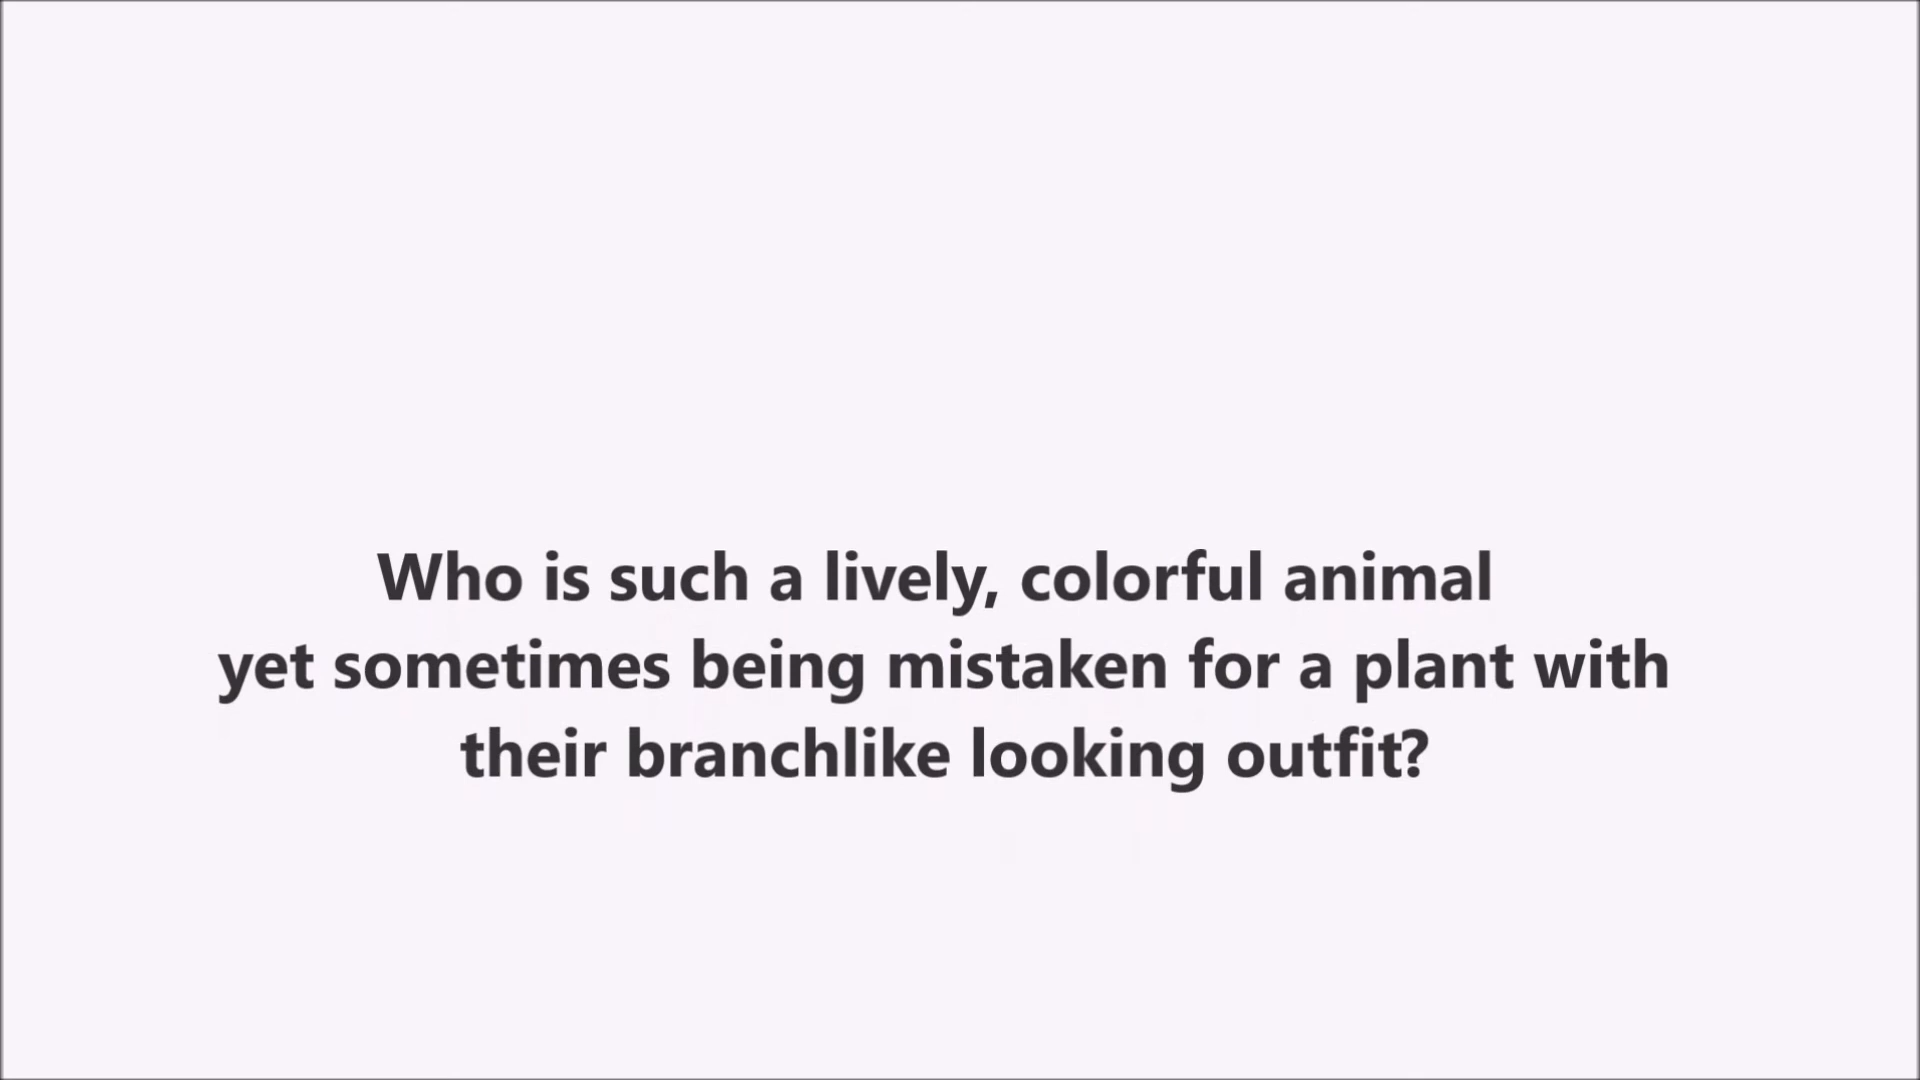 Who is such a lively, colorful animal
yet sometimes being mistaken for a plant with
their branchlike looking outfit?